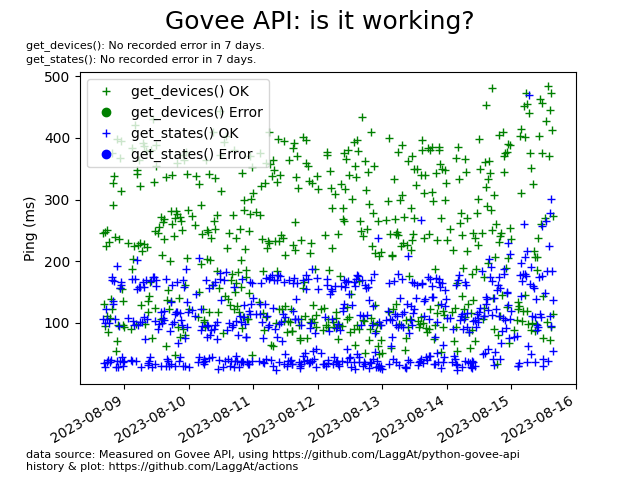 Govee API: is it working?
get_devices(): No recorded error in 7 days.
get_states(): No recorded error in 7 days.
get_devices() OK
get_devices() Error
get_states() OK
get_states() Error
500
400
300
200
100
Ping (ms)
2023-08-09
2023-08-10
2023-08-11
2023-08-12
2023-08-13
2023-08-14
2023-08-15
2023-08-16
data source: Measured on Govee API, using https://github.com/LaggAt/python-govee-api
history & plot: https://github.com/LaggAt/actions